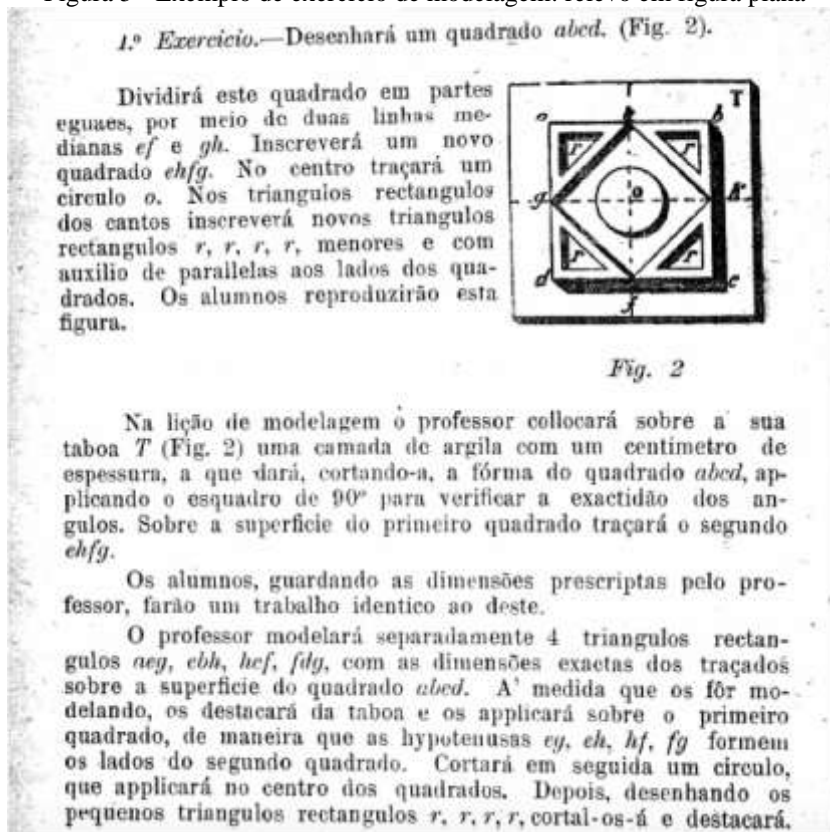 Figura 3 - Exemplo de exercício de modelagem: relevo em figura plana
1.º Exercicio.—Desenhará um quadrado abcd. (Fig. 2).
Dividirá este quadrado em partes
eguaes, por meio de duas linhas me-
dianas ef e gh. Inscreverá um novo
quadrado ehfg. No centro traçará um
circulo o. Nos triangulos rectangulos
dos cantos inscreverá novos triangulos
rectangulos r, r, r, r, menores e com
auxilio de parallelas aos lados dos qua-
drados. Os alumnos reproduzirão esta
figura.
T
b
r
r
g
o
r
r
d
c
f
Fig. 2
Na lição de modelagem o professor collocará sobre a sua
taboa T (Fig. 2) uma camada de argila com um centimetro de
espessura, a que dará, cortando-a, a fórma do quadrado abcd, ap-
plicando o esquadro de 90º para verificar a exactidão dos an-
gulos. Sobre a superficie do primeiro quadrado traçará o segundo
ehfg.
Os alumnos, guardando as dimensões prescriptas pelo pro-
fessor, farão um trabalho identico ao deste.
O professor modelará separadamente 4 triangulos rectan-
gulos aeg, ebh, hcf, fdg, com as dimensões exactas dos traçados
sobre a superficie do quadrado abcd. A' medida que os fôr mo-
delando, os destacará da taboa e os applicará sobre o primeiro
quadrado, de maneira que as hypotenusas eg, eh, hf, fg formem
os lados do segundo quadrado. Cortará em seguida um circulo,
que applicará no centro dos quadrados. Depois, desenhando os
pequenos triangulos rectangulos r, r, r, r, cortal-os-á e destacará.